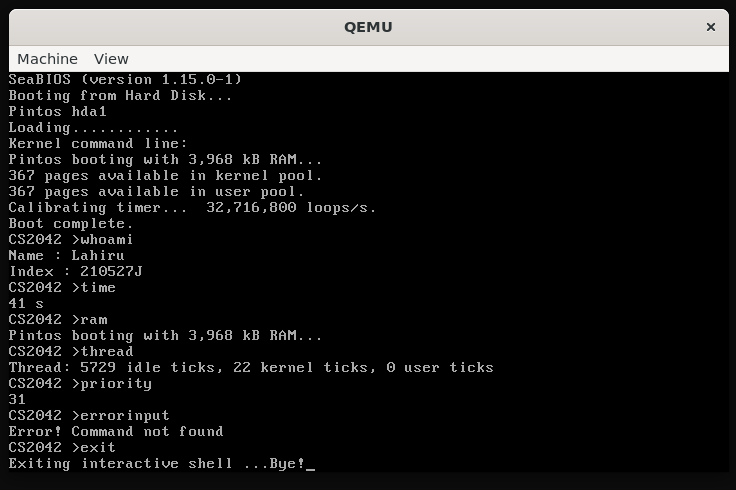 QEMU
×
Machine View
SeaBIOS (version 1.15.0-1)
Booting from Hard Disk...
Pintos hda1
Loading............
Kernel command line:
Pintos booting with 3,968 kB RAM...
367 pages available in kernel pool.
367 pages available in user pool.
Calibrating timer...  32,716,800 loops/s.
Boot complete.
CS2042 >whoami
Name : Lahiru
Index : 210527J
CS2042 >time
41 s
CS2042 >ram
Pintos booting with 3,968 kB RAM...
CS2042 >thread
Thread: 5729 idle ticks, 22 kernel ticks, 0 user ticks
CS2042 >priority
31
CS2042 >errorinput
Error! Command not found
CS2042 >exit
Exiting interactive shell ...Bye!_